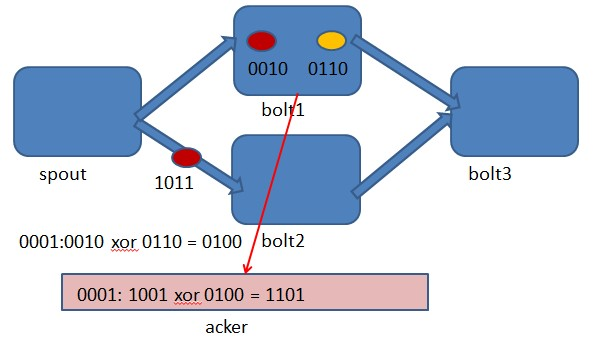 0010 0110
bolt1
spout
bolt3
1011
0001:0010 xor 0110 = 0100
bolt2
0001: 1001 xor 0100 = 1101
acker